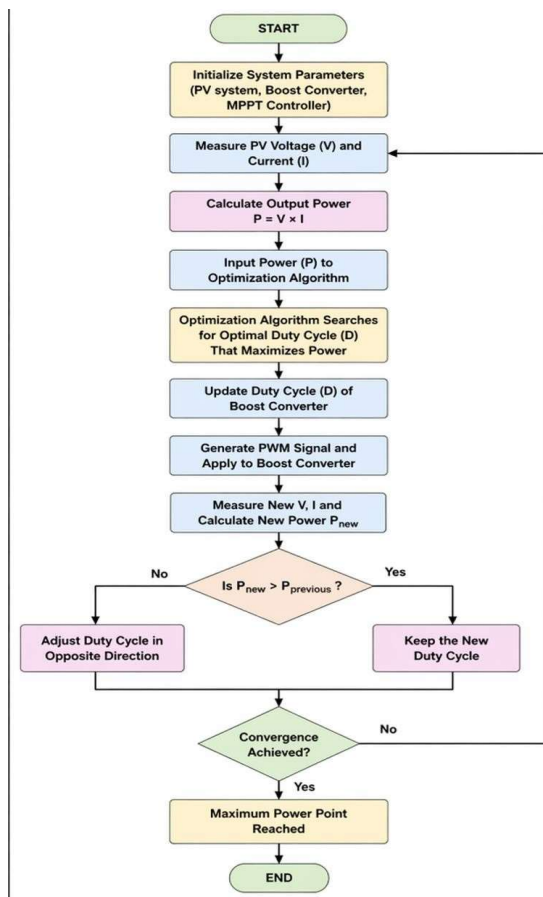 START
Initialize System Parameters
(PV system, Boost Converter,
MPPT Controller)
Measure PV Voltage (V) and
Current (I)
Calculate Output Power
P = V × I
Input Power (P) to
Optimization Algorithm
Optimization Algorithm Searches
for Optimal Duty Cycle (D)
That Maximizes Power
Update Duty Cycle (D) of
Boost Converter
Generate PWM Signal and
Apply to Boost Converter
Measure New V, I and
Calculate New Power Pnew
No
Is Pnew > Pprevious ?
Yes
Adjust Duty Cycle in
Opposite Direction
Keep the New
Duty Cycle
Convergence
Achieved?
No
Yes
Maximum Power Point
Reached
END